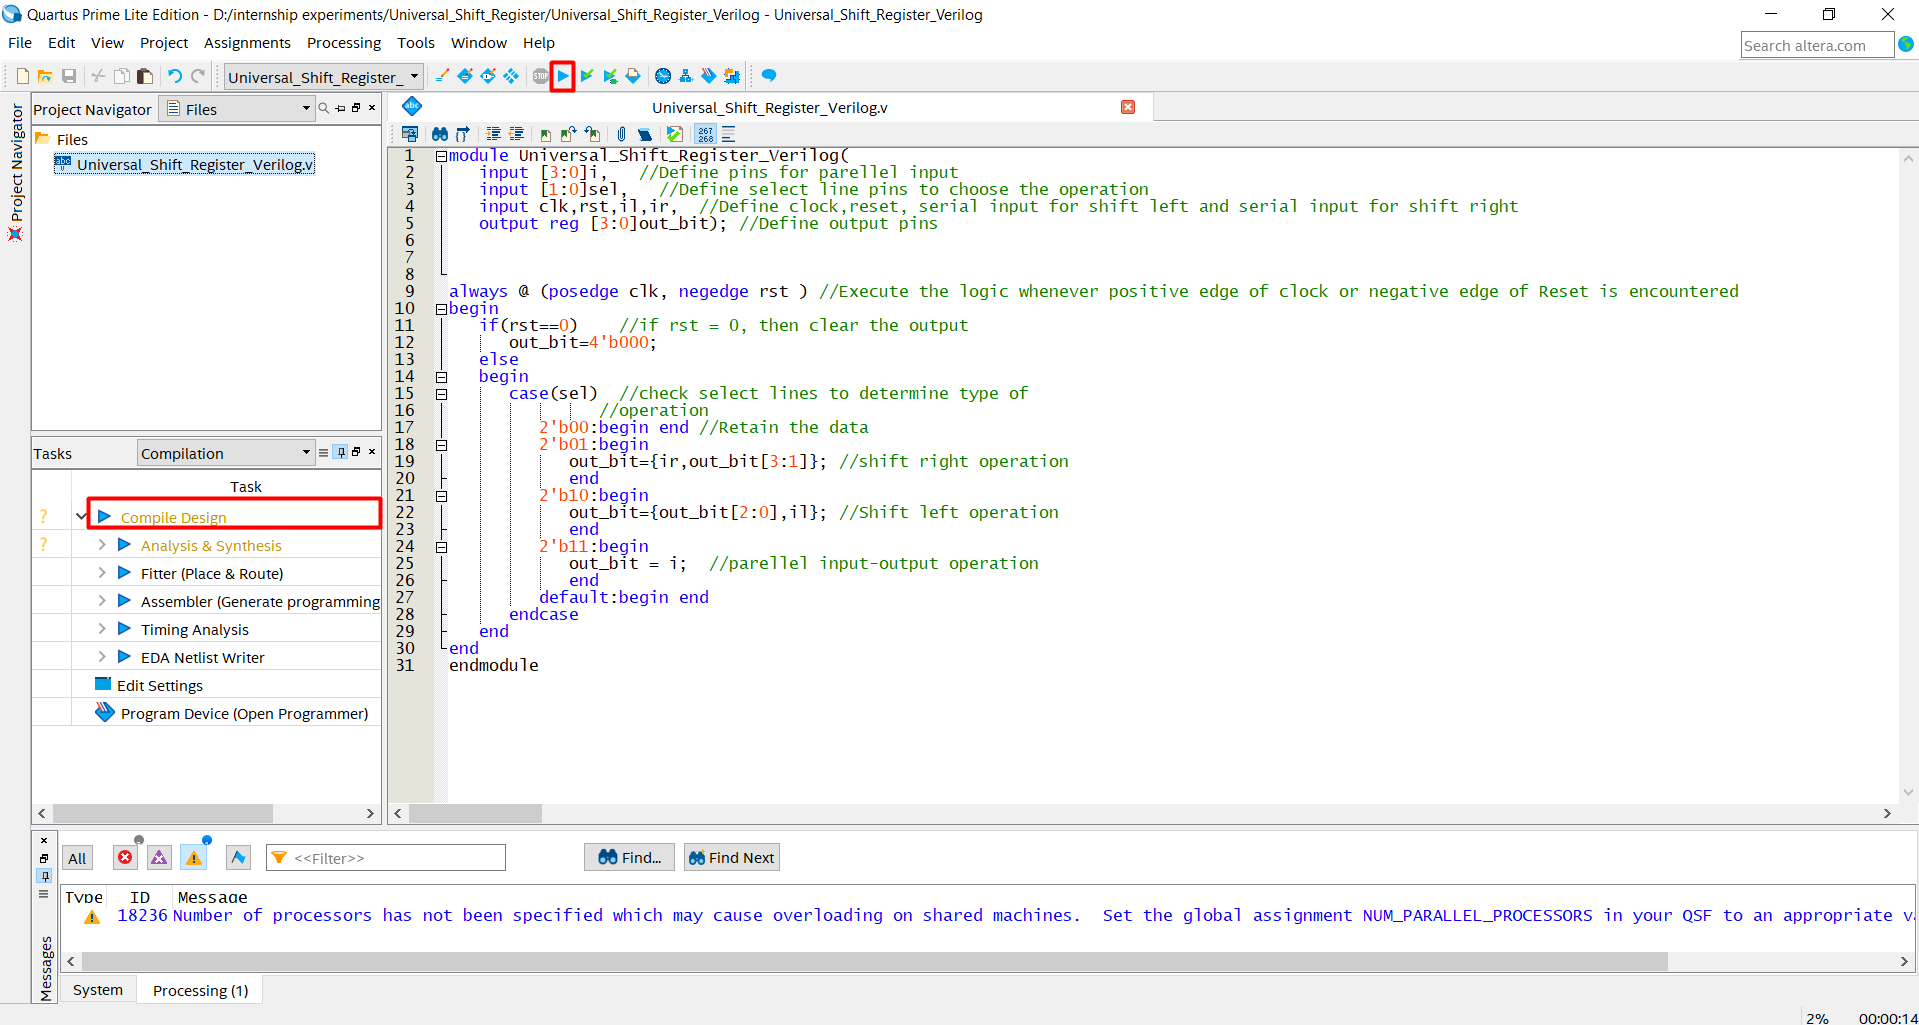 Quartus Prime Lite Edition - D:/internship experiments/Universal_Shift_Register/Universal_Shift_Register_Verilog - Universal_Shift_Register_Verilog
File Edit View Project Assignments Processing Tools Window Help
Search altera.com
Universal_Shift_Register_
STOP
Project Navigator
Project Navigator Files
Files
abc Universal_Shift_Register_Verilog.v
abc Universal_Shift_Register_Verilog.v
267
268
1 module Universal_Shift_Register_Verilog(
2 input [3:0]i, //Define pins for parellel input
3 input [1:0]sel, //Define select line pins to choose the operation
4 input clk,rst,il,ir, //Define clock,reset, serial input for shift left and serial input for shift right
5 output reg [3:0]out_bit); //Define output pins
6
7
8
9 always @ (posedge clk, negedge rst ) //Execute the logic whenever positive edge of clock or negative edge of Reset is encountered
10 begin
11 if(rst==0) //if rst = 0, then clear the output
12 out_bit=4'b000;
13 else
14 begin
15 case(sel) //check select lines to determine type of
16 //operation
17 2'b00:begin end //Retain the data
18 2'b01:begin
19 out_bit={ir,out_bit[3:1]}; //shift right operation
20 end
21 2'b10:begin
22 out_bit={out_bit[2:0],il}; //Shift left operation
23 end
24 2'b11:begin
25 out_bit = i; //parellel input-output operation
26 end
27 default:begin end
28 endcase
29 end
30 end
31 endmodule
Tasks Compilation
Task
? Compile Design
? Analysis & Synthesis
Fitter (Place & Route)
Assembler (Generate programming
Timing Analysis
EDA Netlist Writer
Edit Settings
Program Device (Open Programmer)
All <<Filter>> Find... Find Next
Type ID Message
18236 Number of processors has not been specified which may cause overloading on shared machines. Set the global assignment NUM_PARALLEL_PROCESSORS in your QSF to an appropriate v
Messages
System Processing (1)
2% 00:00:14